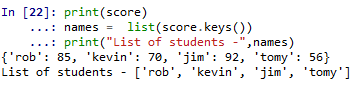 In [22]: print(score)
...: names =  list(score.keys())
...: print("List of students -",names)
{'rob': 85, 'kevin': 70, 'jim': 92, 'tomy': 56}
List of students - ['rob', 'kevin', 'jim', 'tomy']